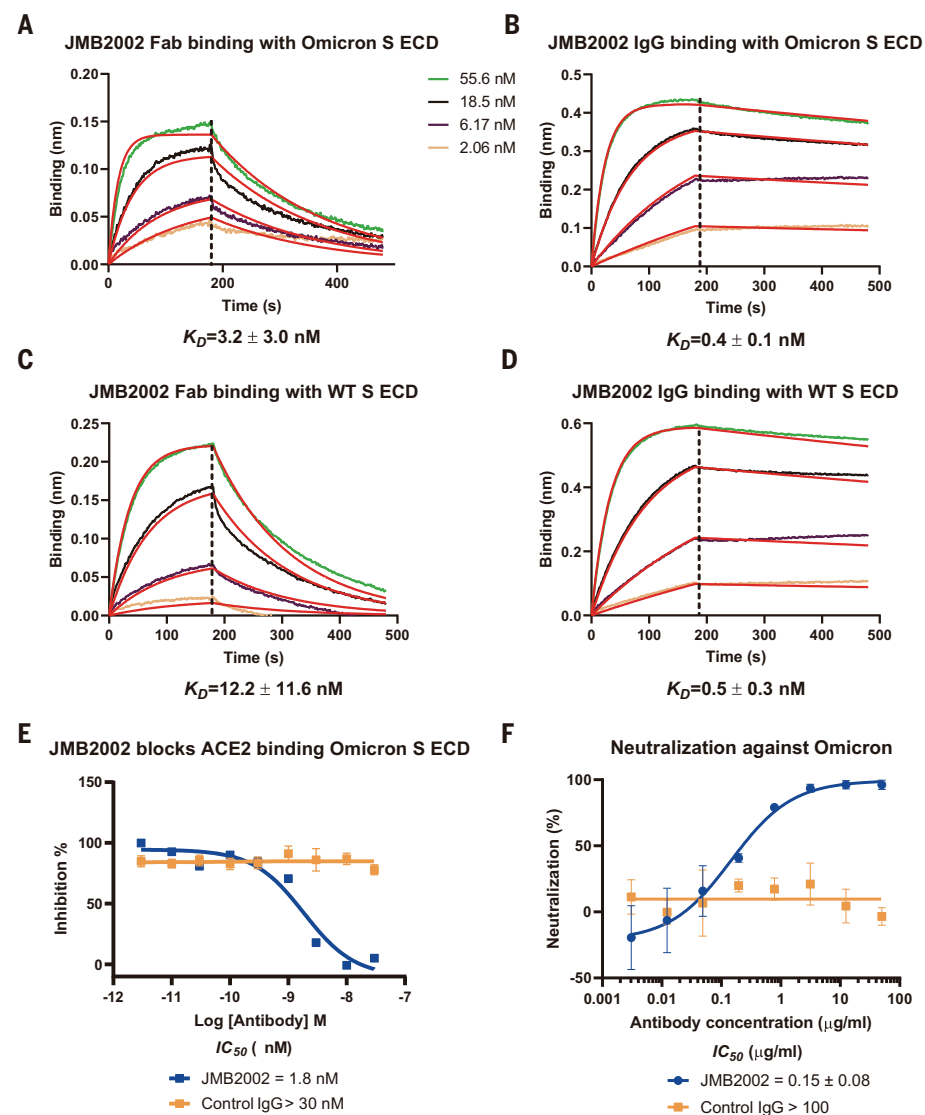 A
JMB2002 Fab binding with Omicron S ECD
0.20
0.15
0.10
0.05
0.00
Binding (nm)
0
200
400
Time (s)
K_D=3.2 ± 3.0 nM
55.6 nM
18.5 nM
6.17 nM
2.06 nM
B
JMB2002 IgG binding with Omicron S ECD
0.5
0.4
0.3
0.2
0.1
0.0
Binding (nm)
0
100
200
300
400
500
Time (s)
K_D=0.4 ± 0.1 nM
C
JMB2002 Fab binding with WT S ECD
0.25
0.20
0.15
0.10
0.05
0.00
Binding (nm)
0
100
200
300
400
500
Time (s)
K_D=12.2 ± 11.6 nM
D
JMB2002 IgG binding with WT S ECD
0.6
0.4
0.2
0.0
Binding (nm)
0
100
200
300
400
500
Time (s)
K_D=0.5 ± 0.3 nM
E
JMB2002 blocks ACE2 binding Omicron S ECD
150
100
50
0
Inhibition %
-12
-11
-10
-9
-8
-7
Log [Antibody] M
IC50 ( nM)
JMB2002 = 1.8 nM
Control IgG > 30 nM
F
Neutralization against Omicron
100
50
0
-50
Neutralization (%)
0.001
0.01
0.1
1
10
100
Antibody concentration (μg/ml)
IC50 (μg/ml)
JMB2002 = 0.15 ± 0.08
Control IgG > 100